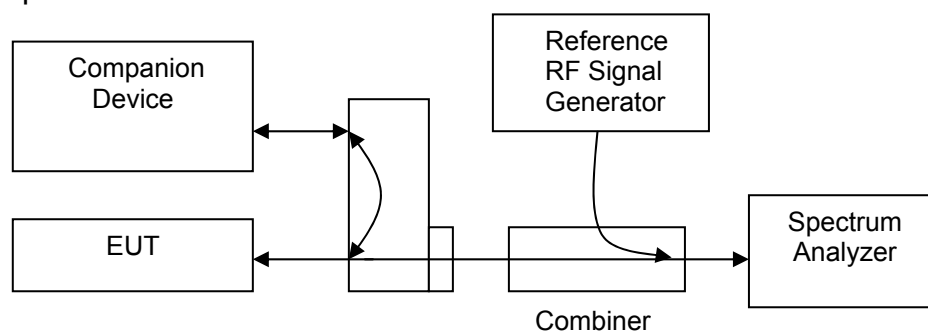 Companion
Device
Reference
RF Signal
Generator
EUT
Spectrum
Analyzer
Combiner